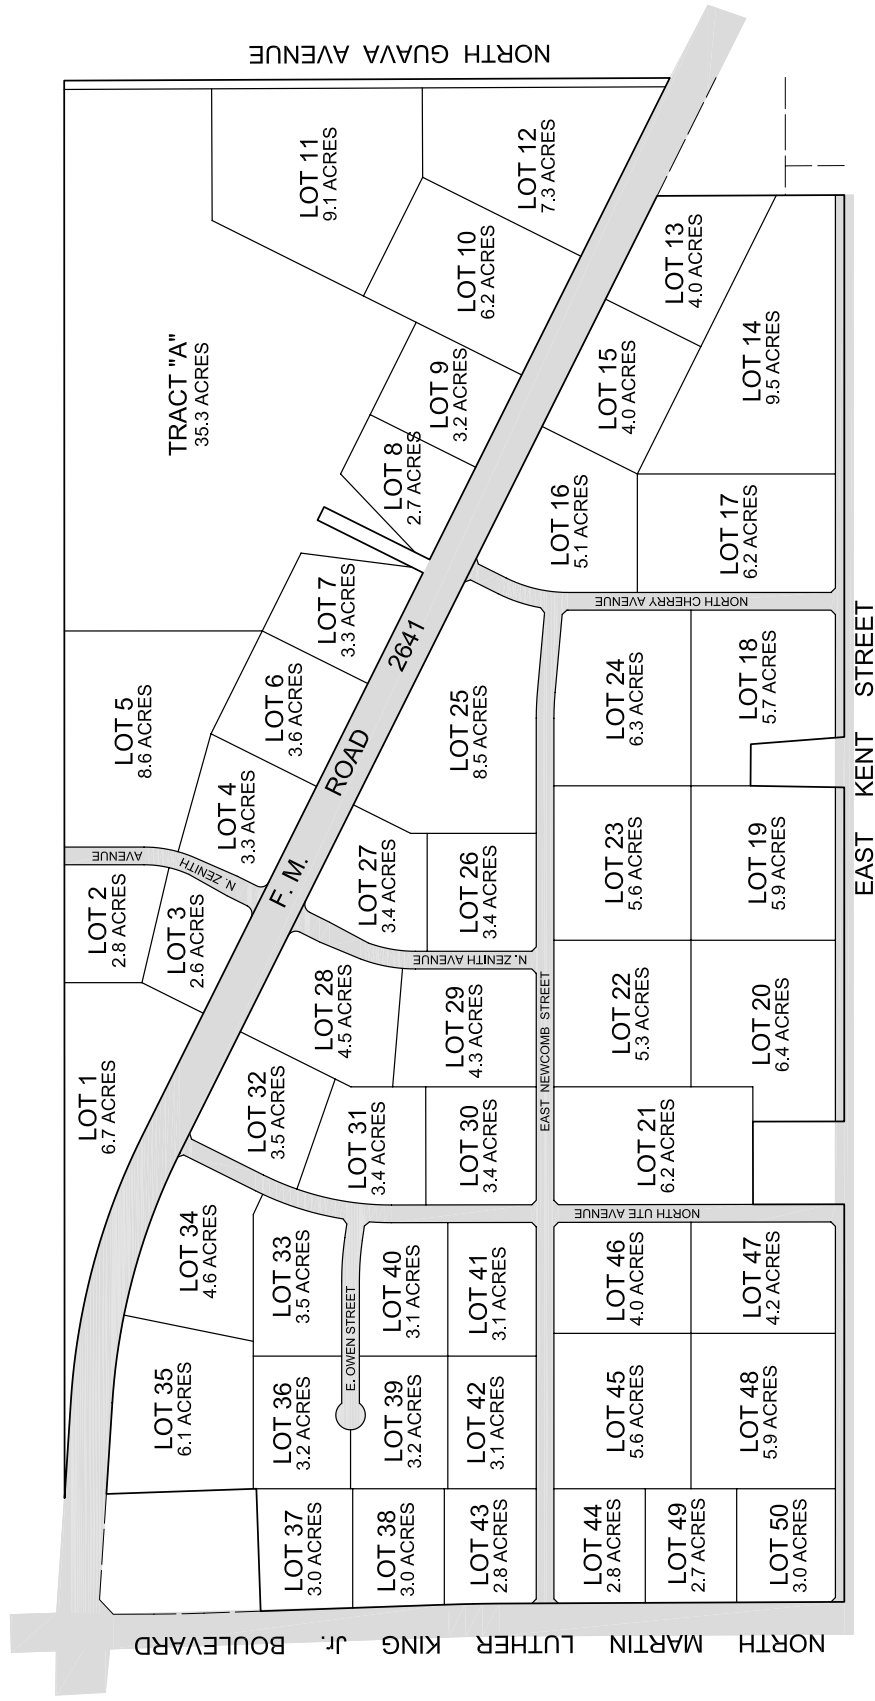 NORTH GUAVA AVENUE
LOT 11
9.1 ACRES
LOT 12
7.3 ACRES
LOT 10
6.2 ACRES
LOT 13
4.0 ACRES
TRACT "A"
35.3 ACRES
LOT 9
3.2 ACRES
LOT 15
4.0 ACRES
LOT 14
9.5 ACRES
LOT 8
2.7 ACRES
LOT 16
5.1 ACRES
LOT 17
6.2 ACRES
LOT 7
3.3 ACRES
NORTH CHERRY AVENUE
LOT 5
8.6 ACRES
LOT 6
3.6 ACRES
LOT 25
8.5 ACRES
LOT 24
6.3 ACRES
LOT 18
5.7 ACRES
F. M. ROAD 2641
EAST KENT STREET
LOT 4
3.3 ACRES
N. ZENITH AVENUE
LOT 27
3.4 ACRES
LOT 26
3.4 ACRES
LOT 23
5.6 ACRES
LOT 19
5.9 ACRES
LOT 2
2.8 ACRES
LOT 3
2.6 ACRES
N. ZENITH AVENUE
LOT 28
4.5 ACRES
LOT 29
4.3 ACRES
EAST NEWCOMB STREET
LOT 22
5.3 ACRES
LOT 20
6.4 ACRES
LOT 1
6.7 ACRES
LOT 32
3.5 ACRES
LOT 31
3.4 ACRES
LOT 30
3.4 ACRES
LOT 21
6.2 ACRES
NORTH UTE AVENUE
LOT 34
4.6 ACRES
LOT 33
3.5 ACRES
LOT 40
3.1 ACRES
LOT 41
3.1 ACRES
LOT 46
4.0 ACRES
LOT 47
4.2 ACRES
E. OWEN STREET
LOT 35
6.1 ACRES
LOT 36
3.2 ACRES
LOT 39
3.2 ACRES
LOT 42
3.1 ACRES
LOT 45
5.6 ACRES
LOT 48
5.9 ACRES
LOT 37
3.0 ACRES
LOT 38
3.0 ACRES
LOT 43
2.8 ACRES
LOT 44
2.8 ACRES
LOT 49
2.7 ACRES
LOT 50
3.0 ACRES
NORTH MARTIN LUTHER KING Jr. BOULEVARD